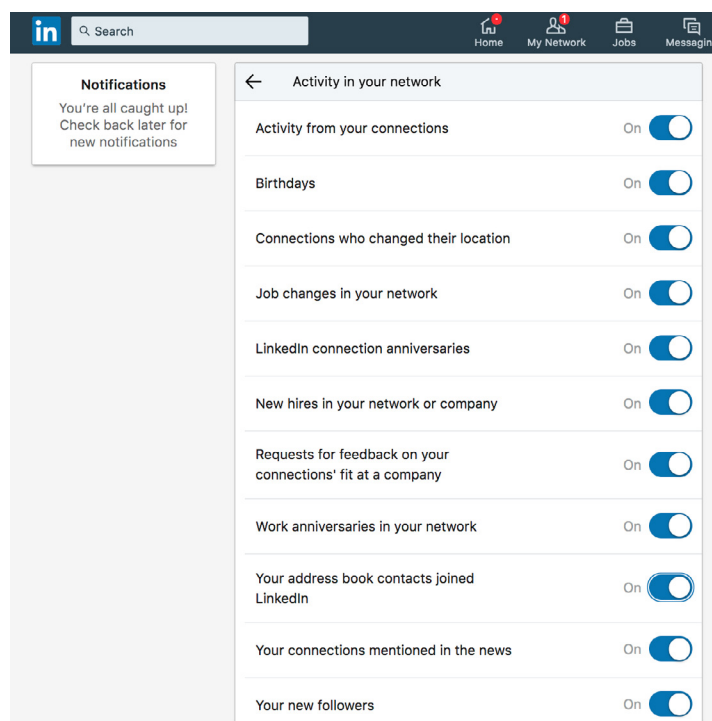 in
Search
Home
My Network
1
Jobs
Messagin
Notifications
You're all caught up!
Check back later for
new notifications
Activity in your network
Activity from your connections
On
Birthdays
On
Connections who changed their location
On
Job changes in your network
On
LinkedIn connection anniversaries
On
New hires in your network or company
On
Requests for feedback on your
connections' fit at a company
On
Work anniversaries in your network
On
Your address book contacts joined
LinkedIn
On
Your connections mentioned in the news
On
Your new followers
On